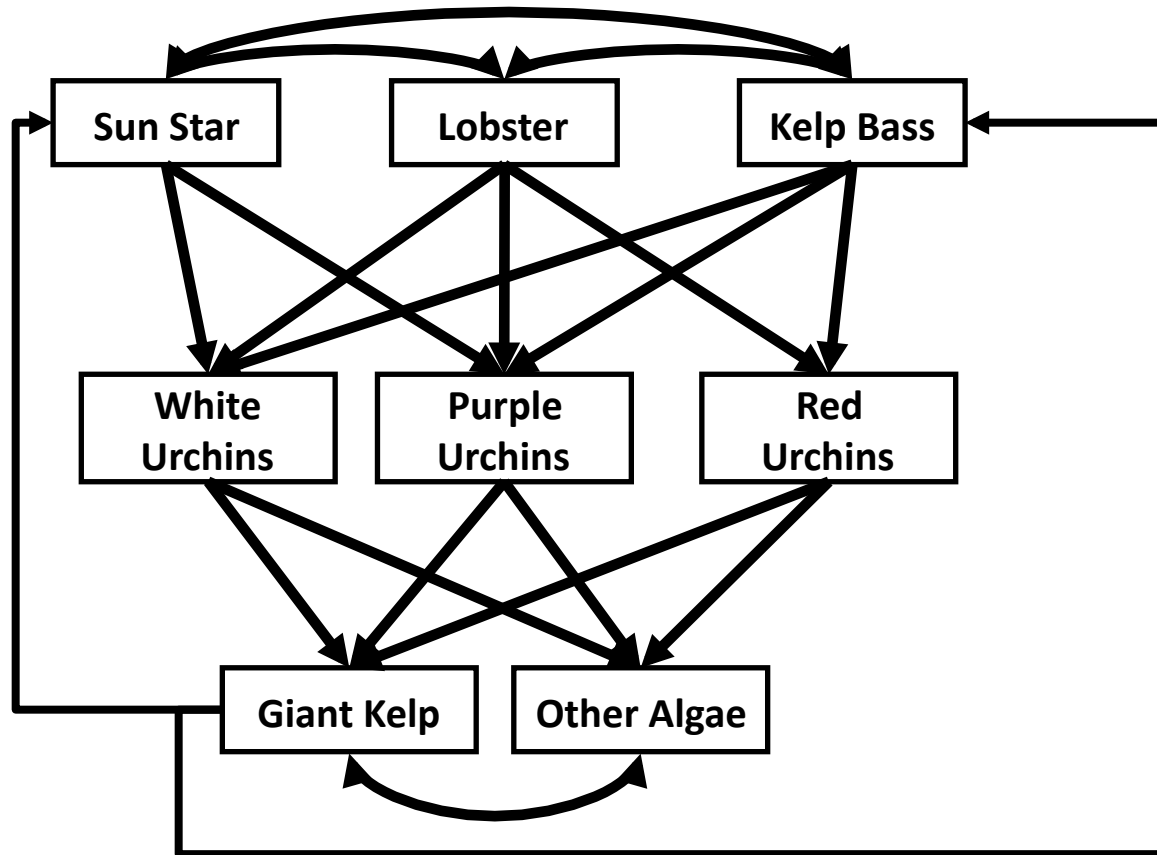 Sun Star
Lobster
Kelp Bass
White
Urchins
Purple
Urchins
Red
Urchins
Giant Kelp
Other Algae